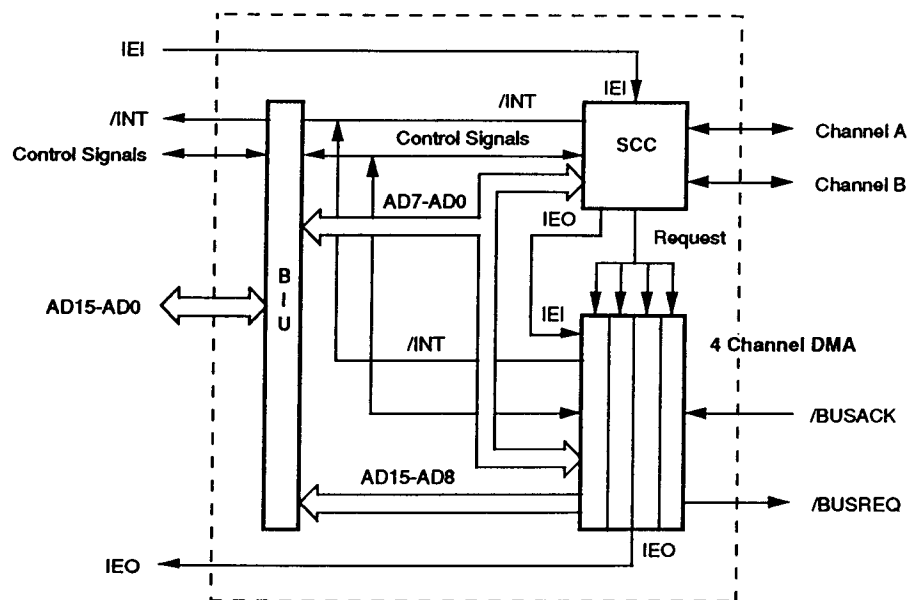 IEI
IEI
/INT
/INT
Control Signals
Control Signals
SCC
Channel A
Channel B
AD7-AD0
IEO
Request
B
I
U
AD15-AD0
IEI
/INT
4 Channel DMA
/BUSACK
AD15-AD8
/BUSREQ
IEO
IEO